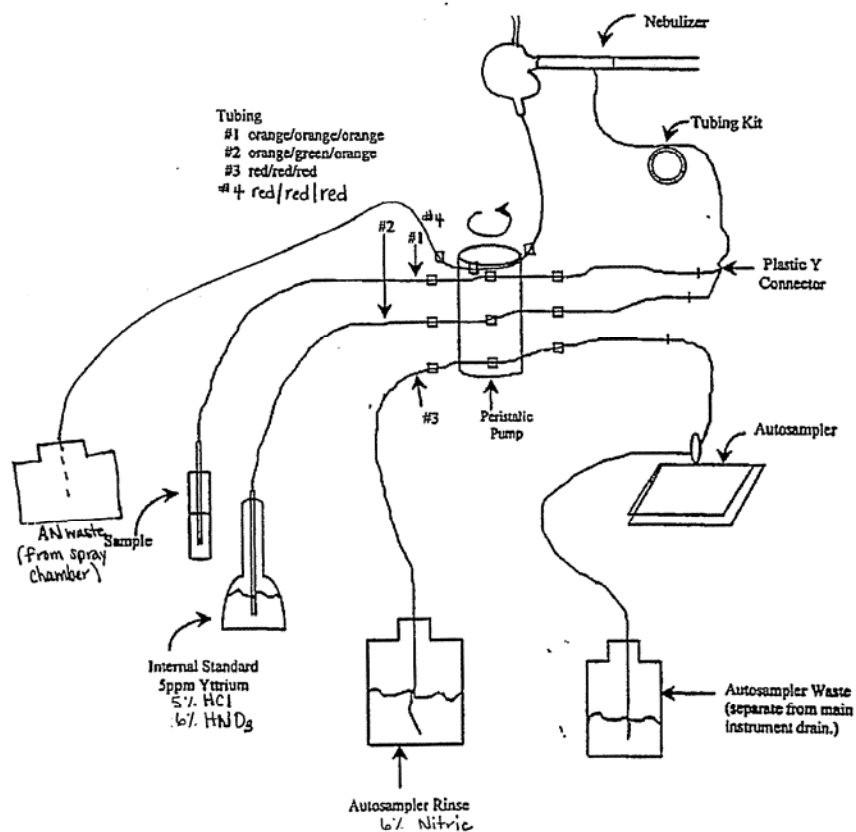 Nebulizer
Tubing Kit
Tubing
#1 orange/orange/orange
#2 orange/green/orange
#3 red/red/red
#4 red/red/red
#4
#2
#1
Plastic Y
Connector
#3
Peristalic
Pump
Autosampler
AN waste
(from spray
chamber)
Sample
Internal Standard
5ppm Yttrium
5% HCl
.6% HNO3
Autosampler Waste
(separate from main
instrument drain.)
Autosampler Rinse
6% Nitric